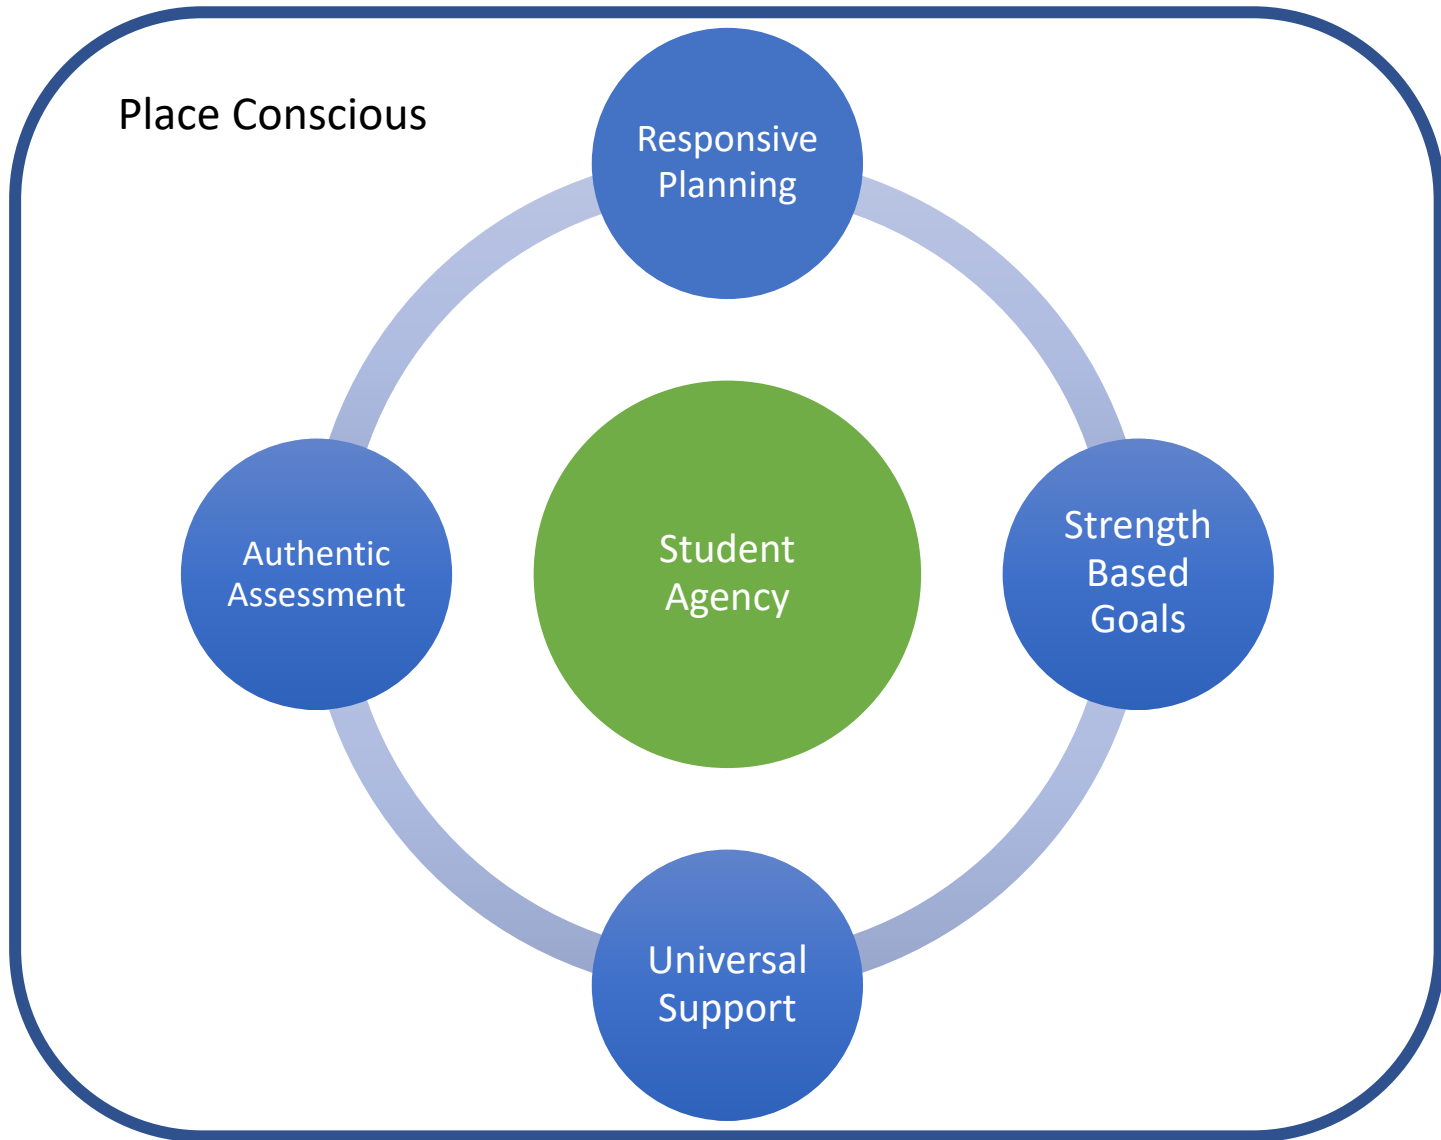 Place Conscious
Responsive
Planning
Authentic
Assessment
Student
Agency
Strength
Based
Goals
Universal
Support